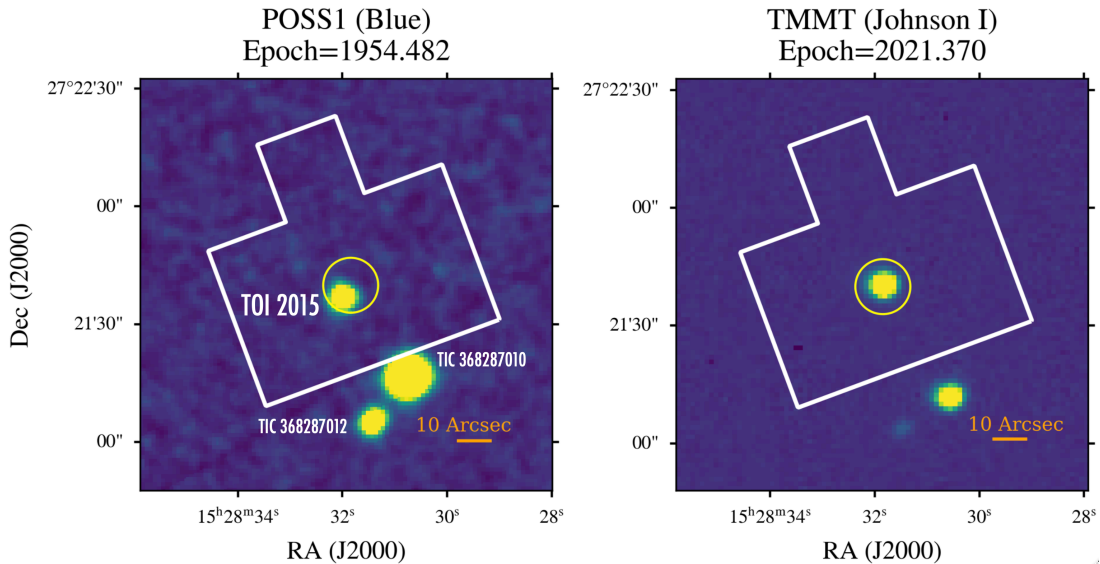 POSS1 (Blue)
Epoch=1954.482
TMMT (Johnson I)
Epoch=2021.370
Dec (J2000)
27°22'30"
00"
21'30"
00"
TOI 2015
TIC 368287010
TIC 368287012
10 Arcsec
15ʰ28ᵐ34ˢ
32ˢ
30ˢ
28ˢ
RA (J2000)
27°22'30"
00"
21'30"
00"
10 Arcsec
15ʰ28ᵐ34ˢ
32ˢ
30ˢ
28ˢ
RA (J2000)